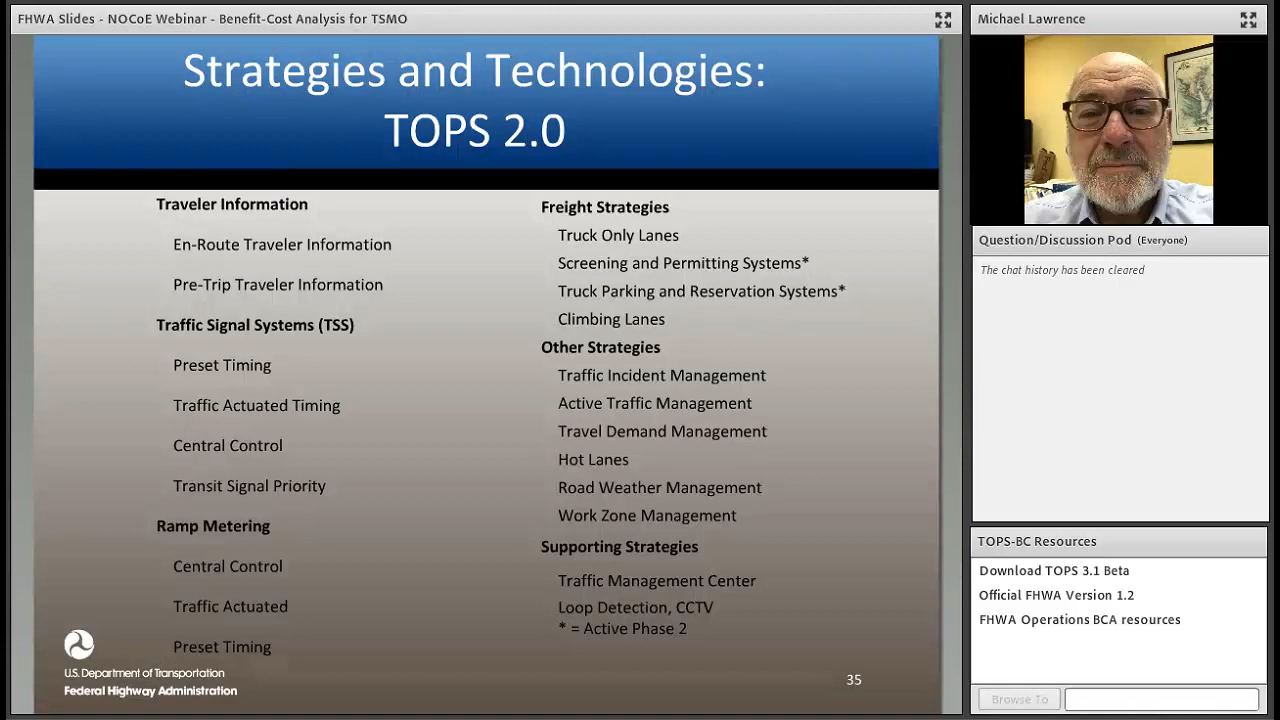 FHWA Slides - NOCoE Webinar - Benefit-Cost Analysis for TSMO
Strategies and Technologies:
TOPS 2.0
Traveler Information
En-Route Traveler Information
Pre-Trip Traveler Information
Traffic Signal Systems (TSS)
Preset Timing
Traffic Actuated Timing
Central Control
Transit Signal Priority
Ramp Metering
Central Control
Traffic Actuated
Preset Timing
Freight Strategies
Truck Only Lanes
Screening and Permitting Systems*
Truck Parking and Reservation Systems*
Climbing Lanes
Other Strategies
Traffic Incident Management
Active Traffic Management
Travel Demand Management
Hot Lanes
Road Weather Management
Work Zone Management
Supporting Strategies
Traffic Management Center
Loop Detection, CCTV
* = Active Phase 2
U.S. Department of Transportation
Federal Highway Administration
35
Michael Lawrence
Question/Discussion Pod (Everyone)
The chat history has been cleared
TOPS-BC Resources
Download TOPS 3.1 Beta
Official FHWA Version 1.2
FHWA Operations BCA resources
Browse To